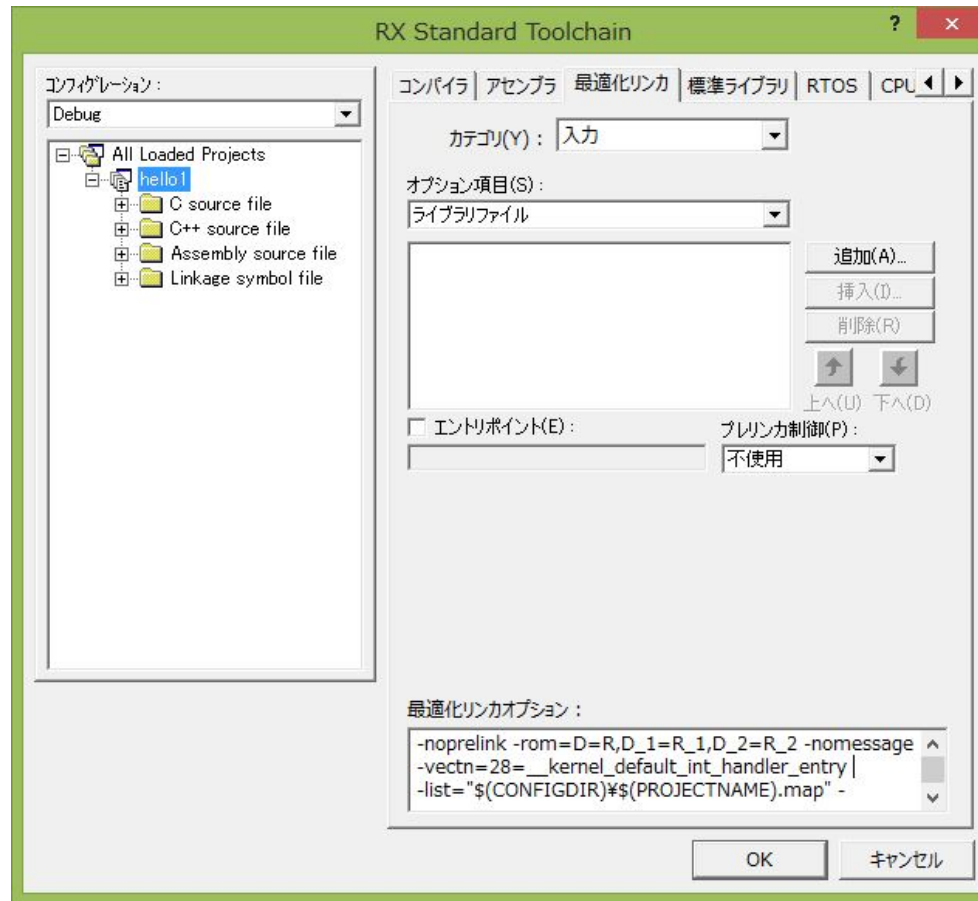 RX Standard Toolchain
?
×
コンフィグレーション :
Debug
All Loaded Projects
hello1
C source file
C++ source file
Assembly source file
Linkage symbol file
コンパイラ
アセンブラ
最適化リンカ
標準ライブラリ
RTOS
CPU
カテゴリ(Y) :
入力
オプション項目(S) :
ライブラリファイル
追加(A)...
挿入(I)...
削除(R)
上へ(U)
下へ(D)
エントリポイント(E) :
プレリンカ制御(P) :
不使用
最適化リンカオプション :
-noprelink -rom=D=R,D_1=R_1,D_2=R_2 -nomessage
-vectn=28=__kernel_default_int_handler_entry
-list="$(CONFIGDIR)¥$(PROJECTNAME).map" -
OK
キャンセル